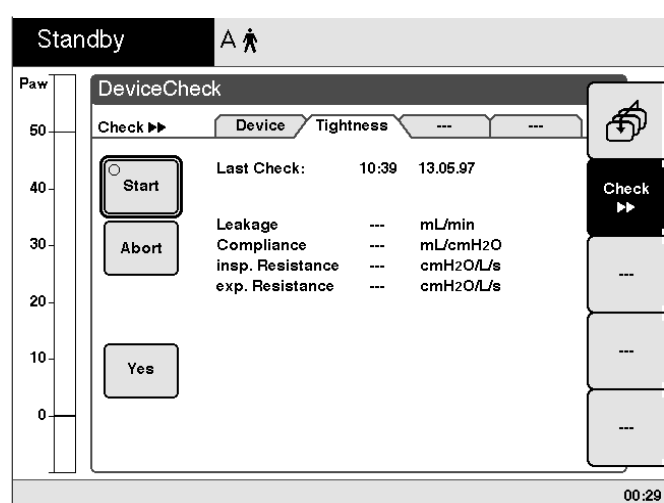 Standby A
Paw
DeviceCheck
Check ▶▶ Device Tightness --- ---
50
Start
Last Check: 10:39 13.05.97
40
Check
▶▶
Leakage --- mL/min
Abort
Compliance --- mL/cmH2O
30
insp. Resistance --- cmH2O/L/s
---
exp. Resistance --- cmH2O/L/s
20
10
Yes
---
0
---
00:29